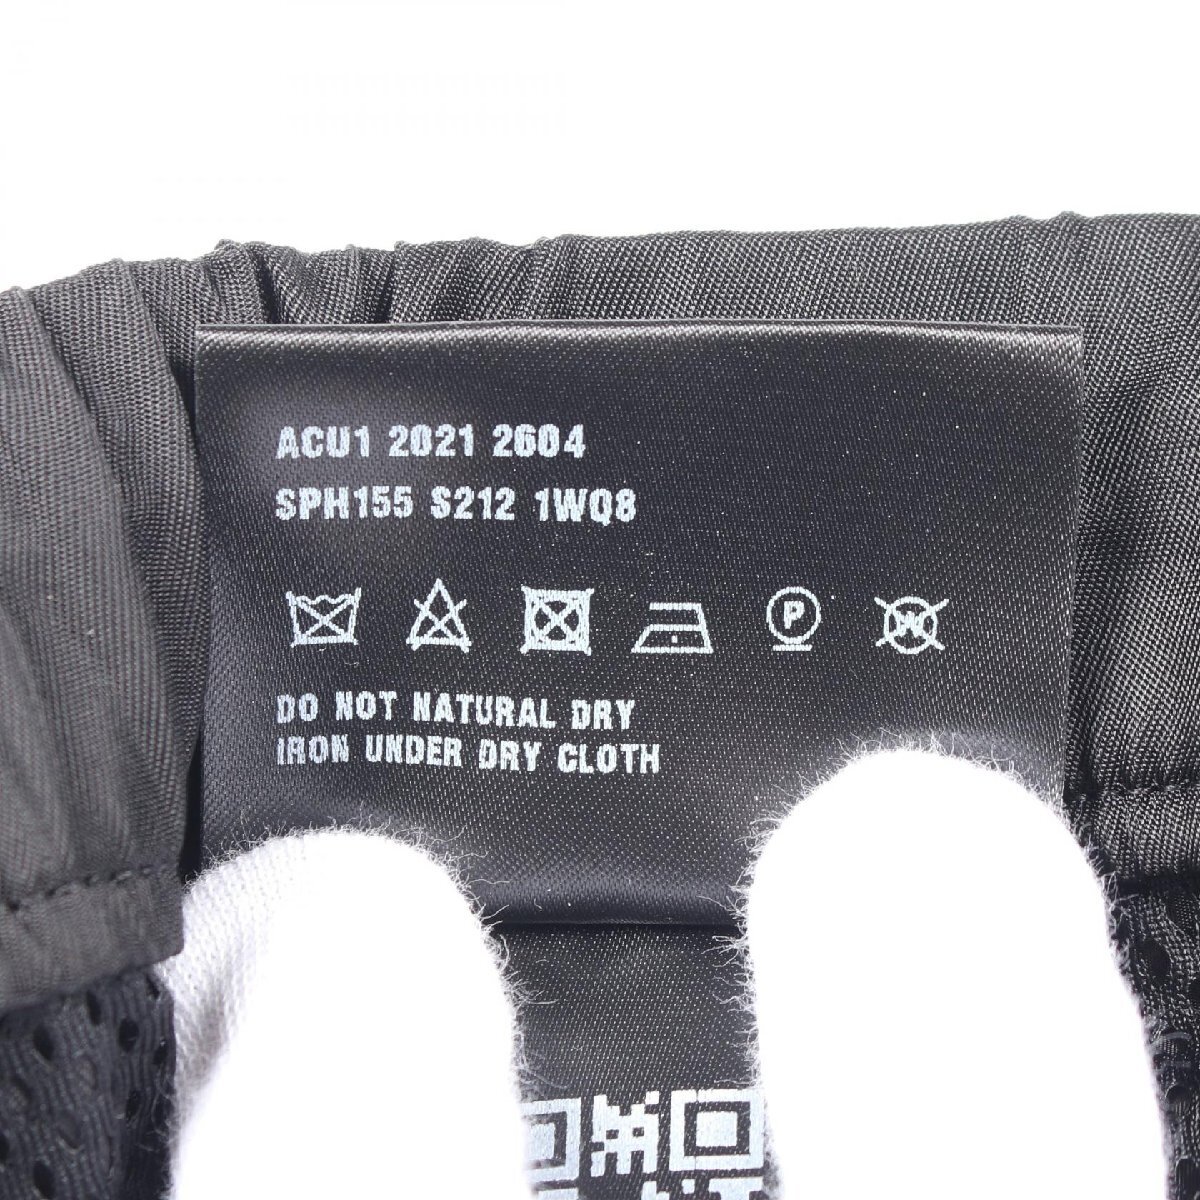 ACU1 2021 2604
SPH155 S212 1WQ8
P
W
DO NOT NATURAL DRY
IRON UNDER DRY CLOTH